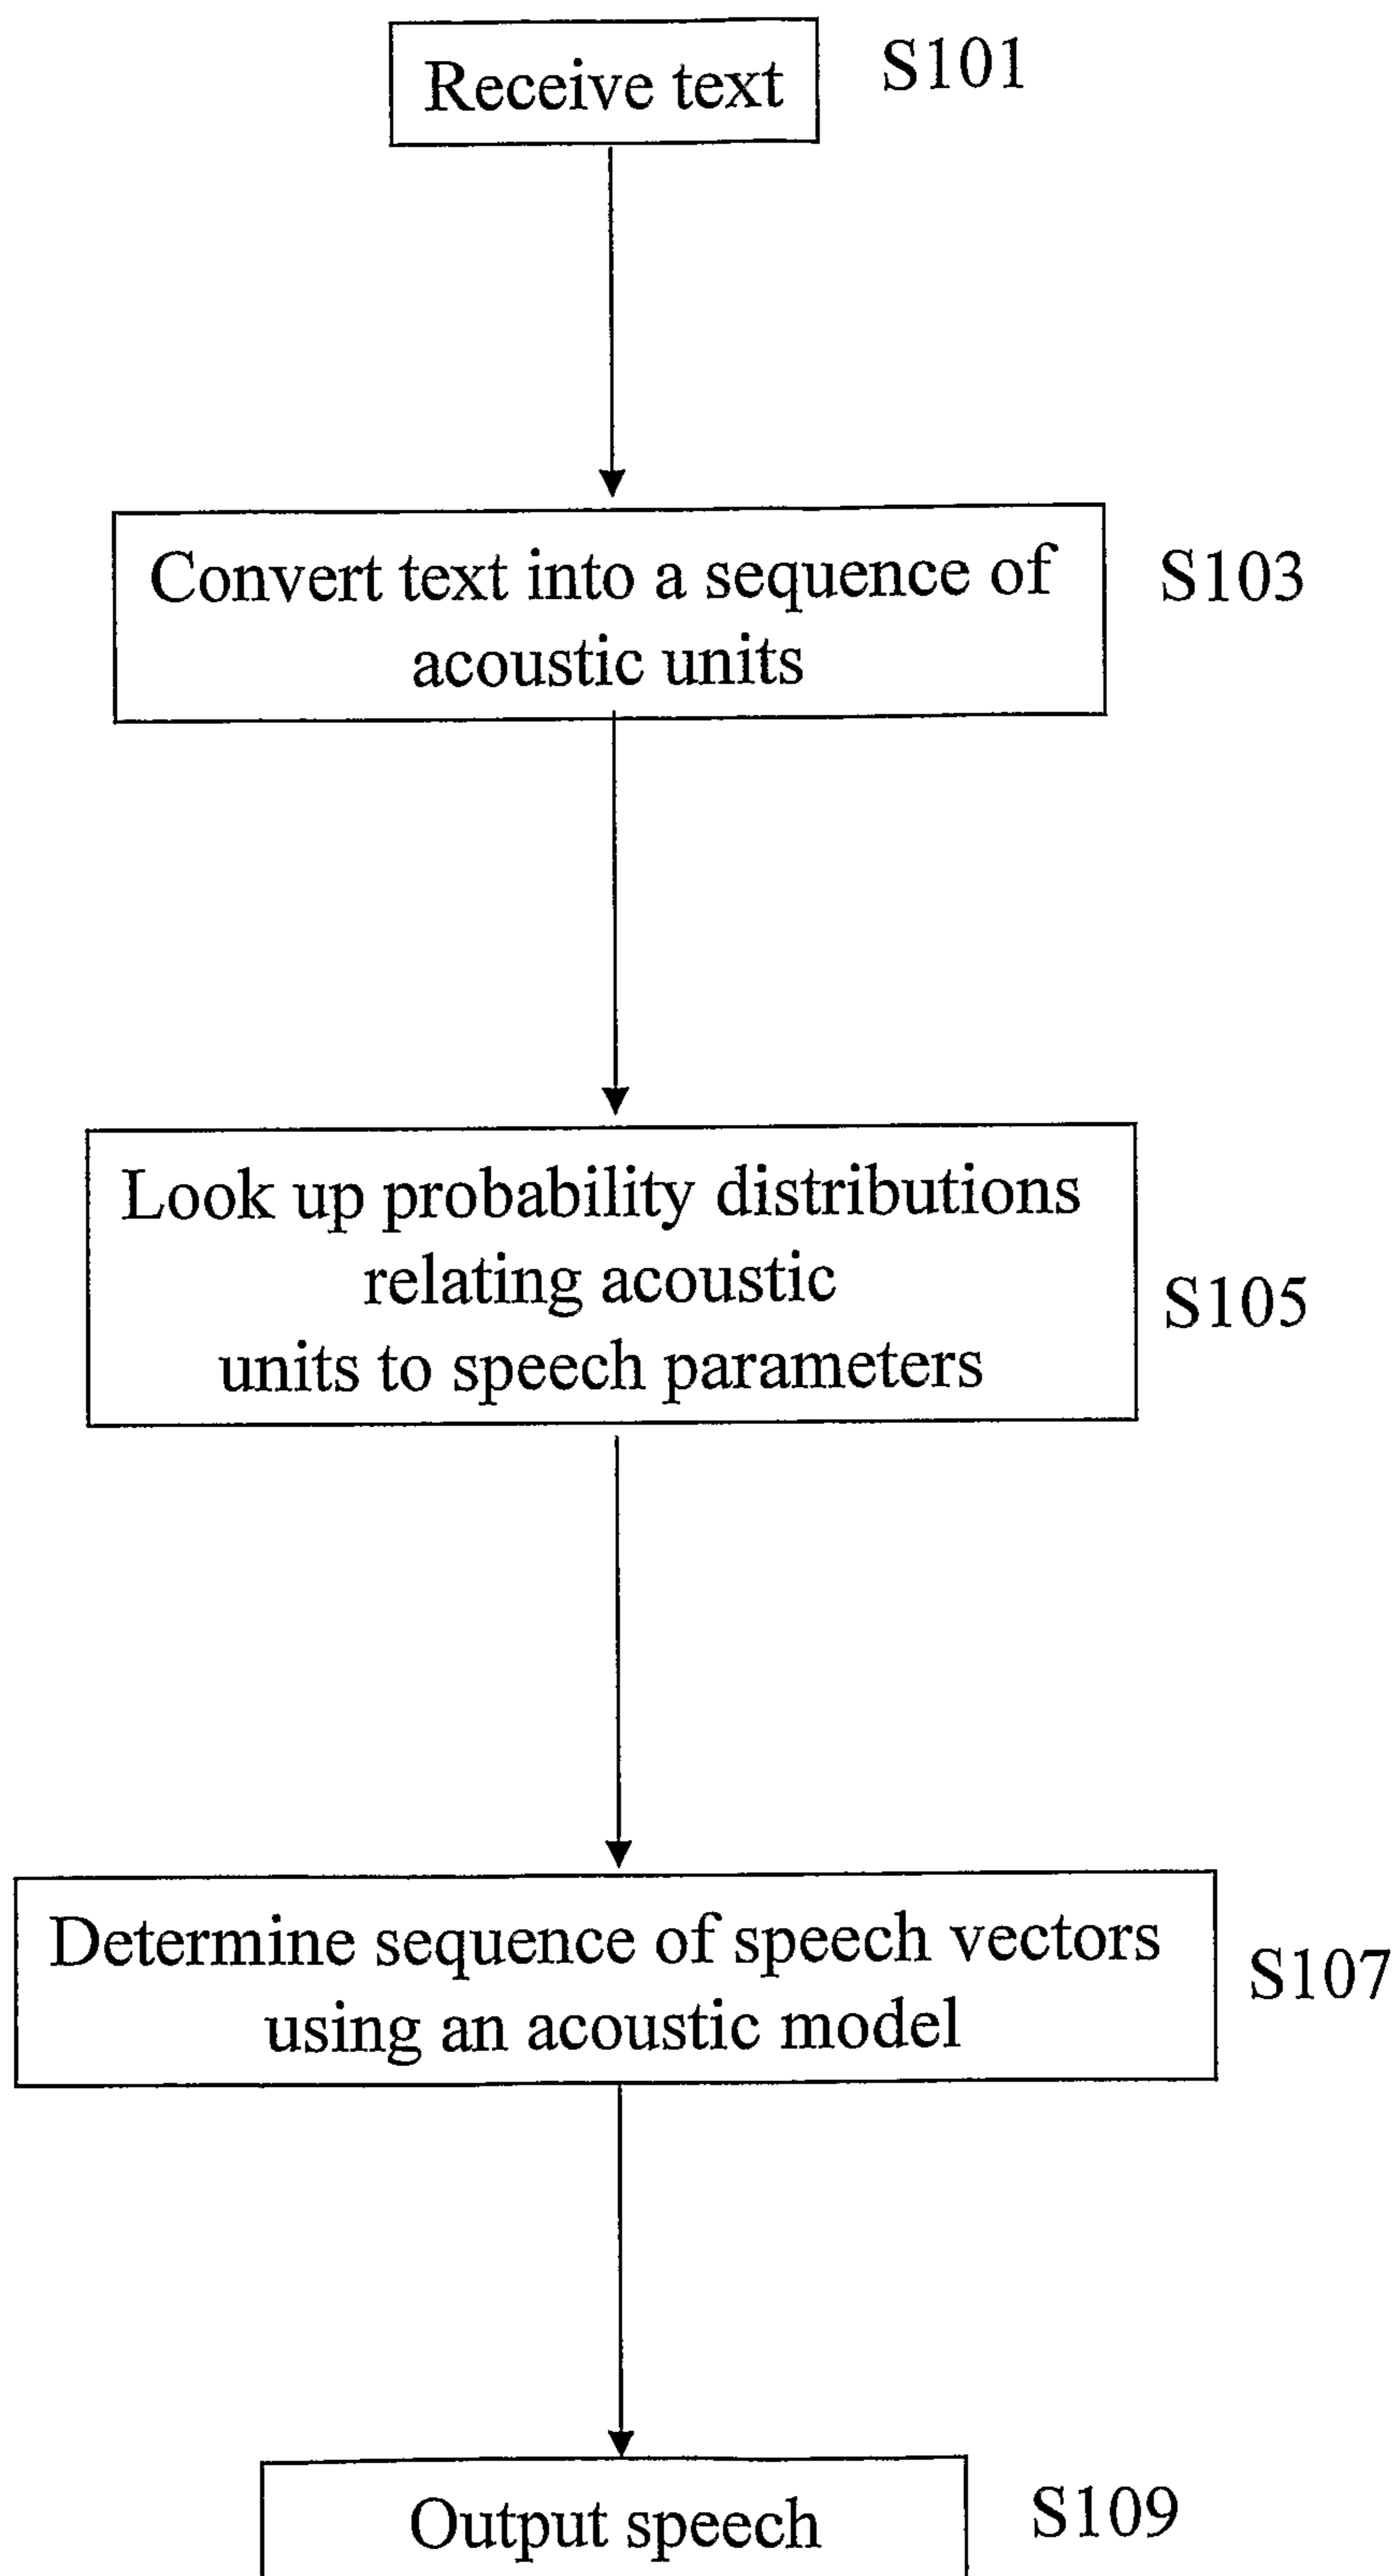 Receive text
S101
Convert text into a sequence of
acoustic units
S103
Look up probability distributions
relating acoustic
units to speech parameters
S105
Determine sequence of speech vectors
using an acoustic model
S107
Output speech
S109